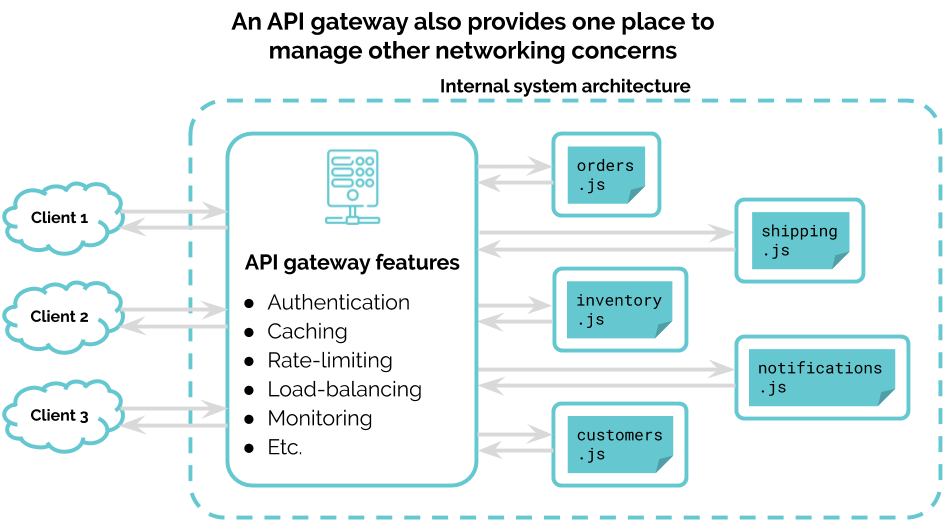 An API gateway also provides one place to
manage other networking concerns
Internal system architecture
Client 1
Client 2
Client 3
API gateway features
● Authentication
● Caching
● Rate-limiting
● Load-balancing
● Monitoring
● Etc.
orders
.js
shipping
.js
inventory
.js
notifications
.js
customers
.js